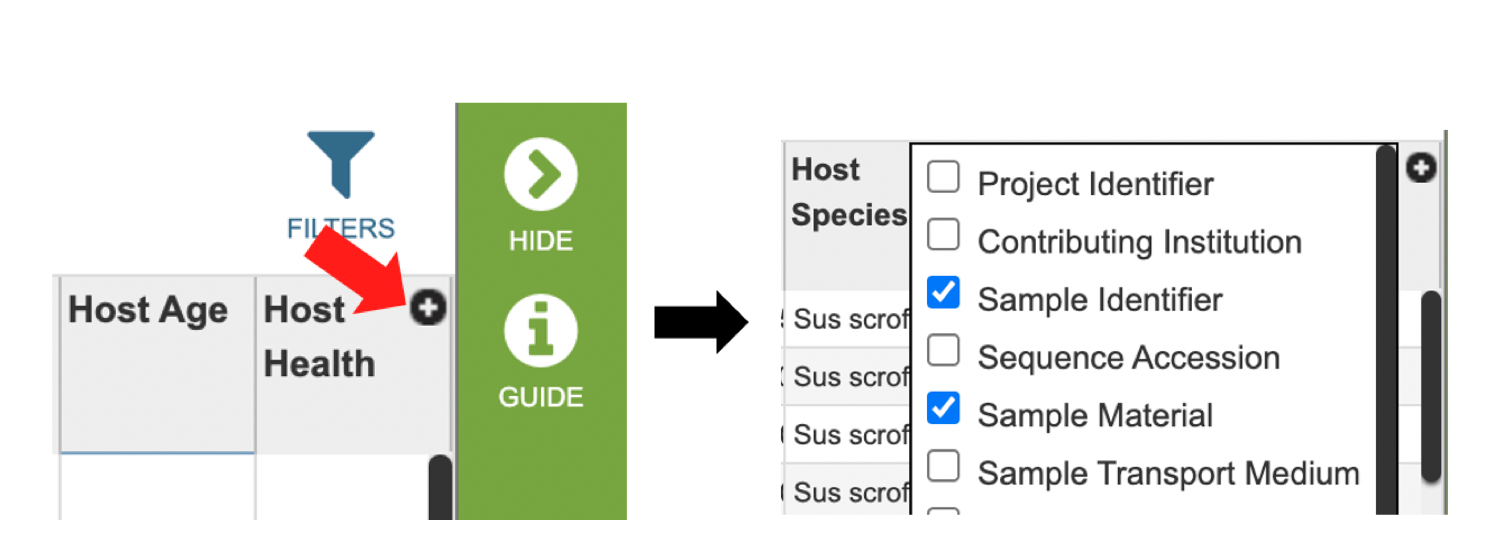 FILTERS
HIDE
Host Age
Host
Health
GUIDE
Host
Species
Project Identifier
Contributing Institution
Sample Identifier
Sequence Accession
Sample Material
Sample Transport Medium
Sus scrof
Sus scrof
Sus scrof
Sus scrof